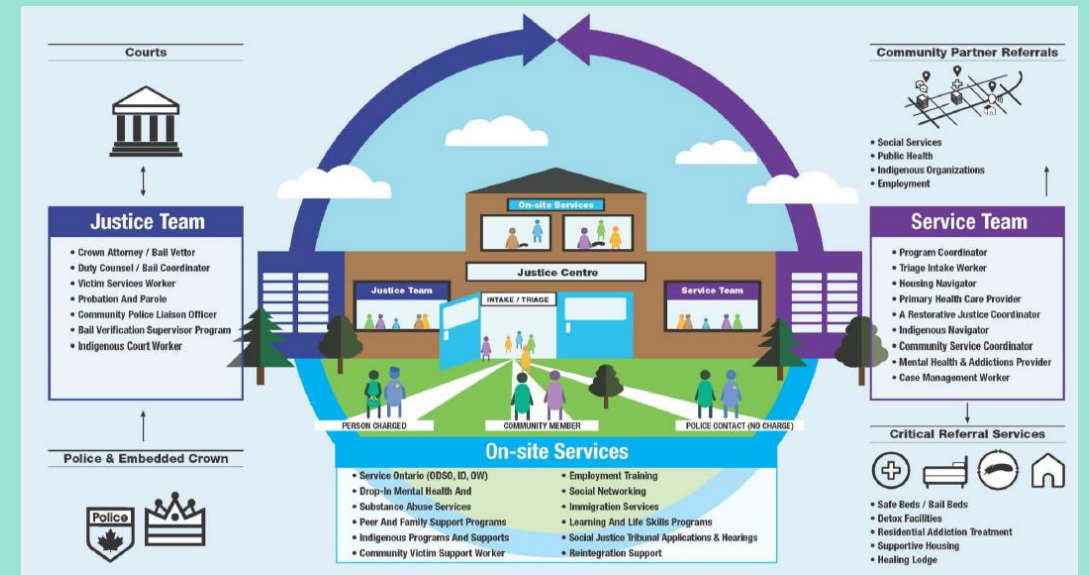 Courts
Justice Team
• Crown Attorney / Bail Vettor
• Duty Counsel / Bail Coordinator
• Victim Services Worker
• Probation And Parole
• Community Police Liaison Officer
• Bail Verification Supervisor Program
• Indigenous Court Worker
Police & Embedded Crown
Police
On-site Services
Justice Centre
Justice Team
INTAKE / TRIAGE
Service Team
PERSON CHARGED
COMMUNITY MEMBER
POLICE CONTACT (NO CHARGE)
On-site Services
• Service Ontario (ODSO, ID, OW)
• Drop-In Mental Health And
• Substance Abuse Services
• Peer And Family Support Programs
• Indigenous Programs And Supports
• Community Victim Support Worker
• Employment Training
• Social Networking
• Immigration Services
• Learning And Life Skills Programs
• Social Justice Tribunal Applications & Hearings
• Reintegration Support
Community Partner Referrals
• Social Services
• Public Health
• Indigenous Organizations
• Employment
Service Team
• Program Coordinator
• Triage Intake Worker
• Housing Navigator
• Primary Health Care Provider
• A Restorative Justice Coordinator
• Indigenous Navigator
• Community Service Coordinator
• Mental Health & Addictions Provider
• Case Management Worker
Critical Referral Services
• Safe Beds / Bail Beds
• Detox Facilities
• Residential Addiction Treatment
• Supportive Housing
• Healing Lodge